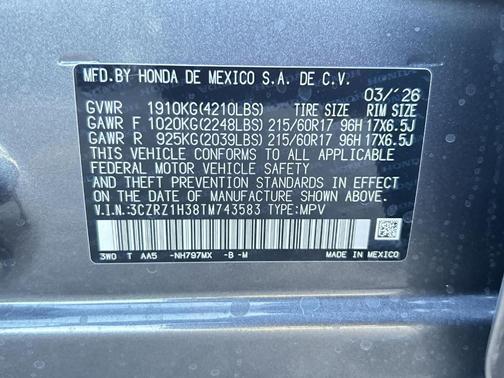 MFD.BY HONDA DE MEXICO S.A. DE C.V.
03/'26
GVWR 1910KG(4210LBS) TIRE SIZE RIM SIZE
GAWR F 1020KG(2248LBS) 215/60R17 96H 17X6.5J
GAWR R 925KG(2039LBS) 215/60R17 96H 17X6.5J
THIS VEHICLE CONFORMS TO ALL APPLICABLE
FEDERAL MOTOR VEHICLE SAFETY
AND THEFT PREVENTION STANDARDS IN EFFECT
ON THE DATE OF MANUFACTURE SHOWN ABOVE.
V.I.N:3CZRZ1H38TM743583 TYPE:MPV
3W0 T AA5 -NH797MX -B -M MADE IN MEXICO